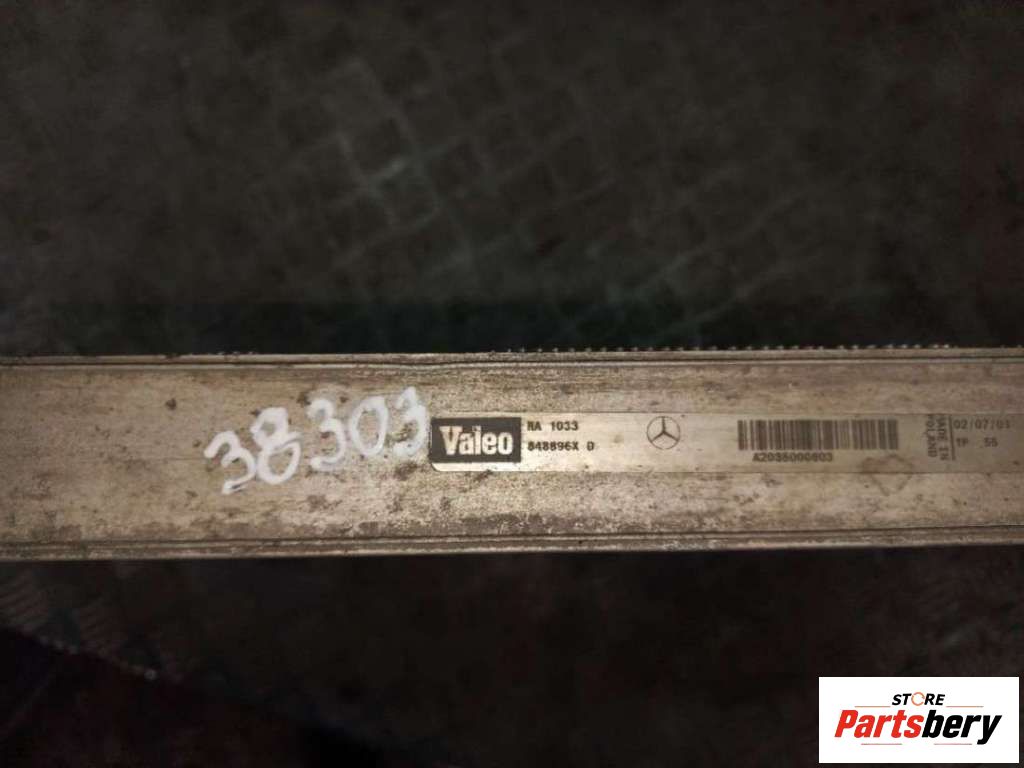 38303
Valeo
RA 1033
848896X D
A2035000603
MADE IN
POLAND
02/07/01
TP 55
STORE
Partsbery